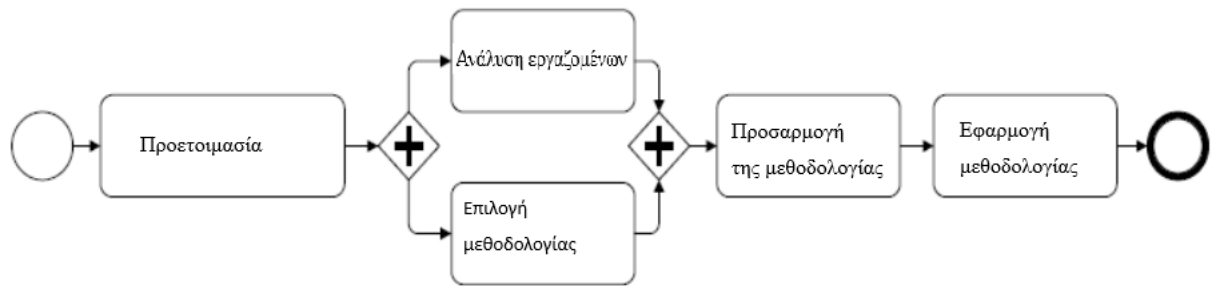 Προετοιμασία
Ανάλυση εργαζομένων
Επιλογή
μεθοδολογίας
Προσαρμογή
της μεθοδολογίας
Εφαρμογή
μεθοδολογίας